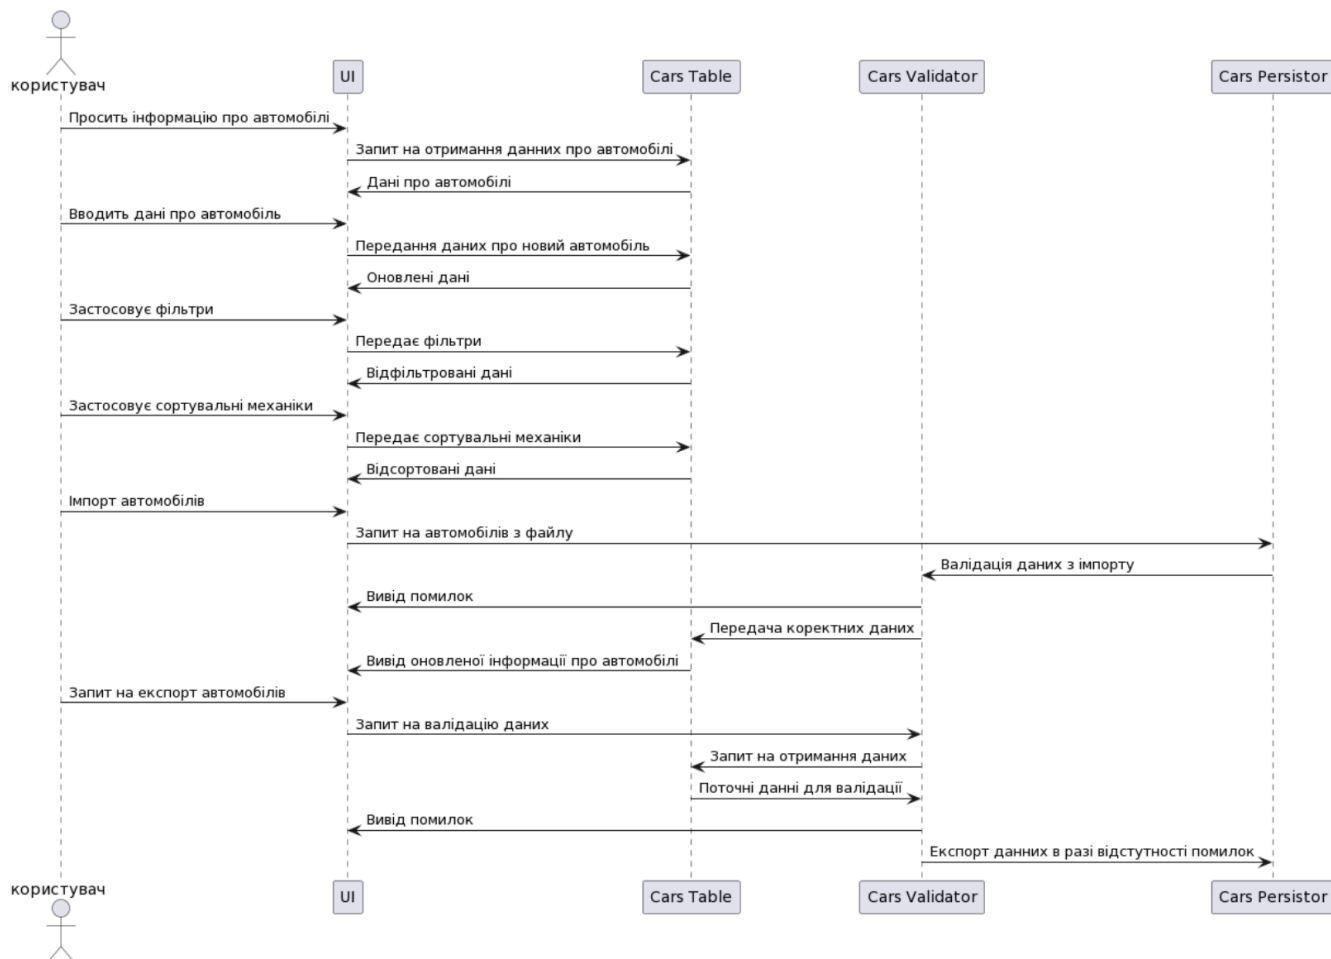 користувач
UI
Cars Table
Cars Validator
Cars Persistor
Просить інформацію про автомобілі
Запит на отримання данних про автомобілі
Дані про автомобілі
Вводить дані про автомобіль
Передання даних про новий автомобіль
Оновлені дані
Застосовує фільтри
Передає фільтри
Відфільтровані дані
Застосовує сортувальні механіки
Передає сортувальні механіки
Відсортовані дані
Імпорт автомобілів
Запит на автомобілів з файлу
Валідація даних з імпорту
Вивід помилок
Передача коректних даних
Вивід оновленої інформації про автомобілі
Запит на експорт автомобілів
Запит на валідацію даних
Запит на отримання даних
Поточні данні для валідації
Вивід помилок
Експорт данних в разі відстутності помилок
користувач
UI
Cars Table
Cars Validator
Cars Persistor